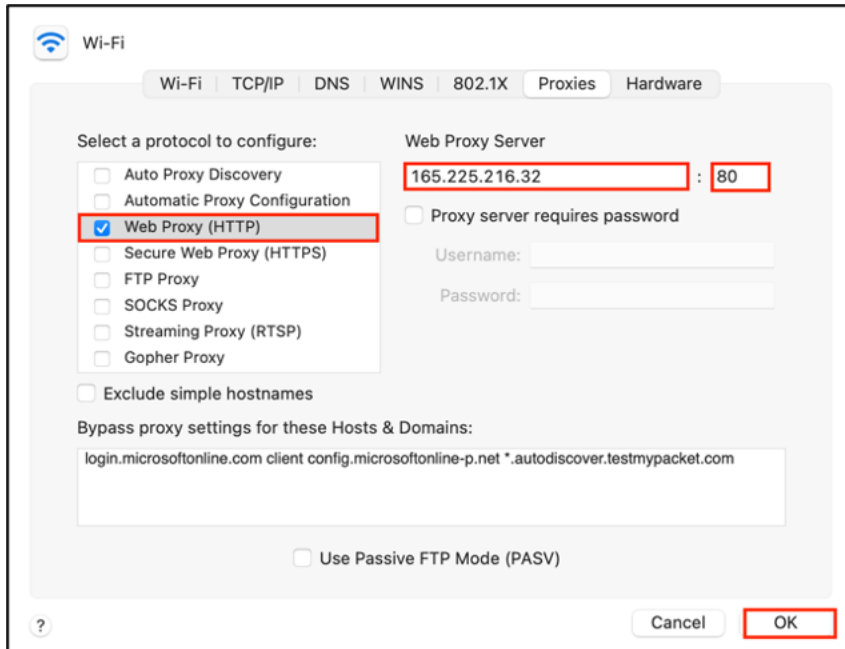 Wi-Fi
Wi-Fi TCP/IP DNS WINS 802.1X Proxies Hardware
Select a protocol to configure:
Auto Proxy Discovery
Automatic Proxy Configuration
Web Proxy (HTTP)
Secure Web Proxy (HTTPS)
FTP Proxy
SOCKS Proxy
Streaming Proxy (RTSP)
Gopher Proxy
Web Proxy Server
165.225.216.32 : 80
Proxy server requires password
Username:
Password:
Exclude simple hostnames
Bypass proxy settings for these Hosts & Domains:
login.microsoftonline.com client config.microsoftonline-p.net *.autodiscover.testmypacket.com
Use Passive FTP Mode (PASV)
? Cancel OK